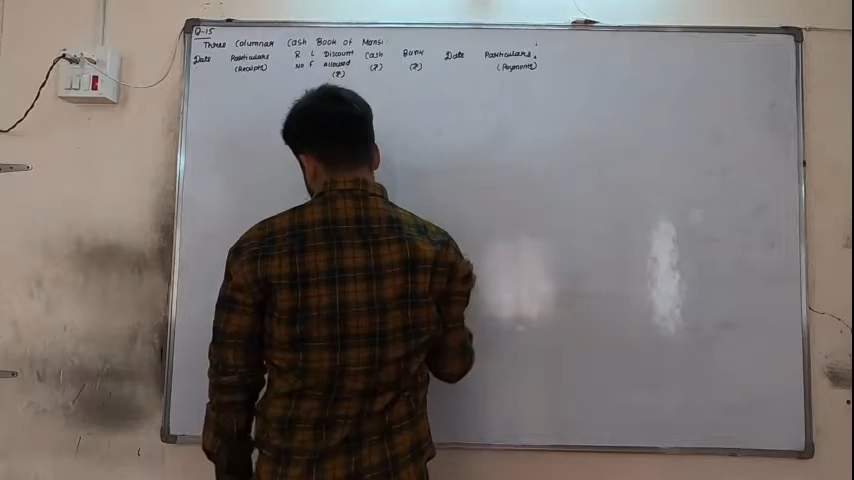 Q-15
Three Columnar Cash Book of Mansi
Date Particulars R L Discount Cash Bank Date Particulars
(Receipts) No F Allowed (₹) (₹) (Payments)
(₹)